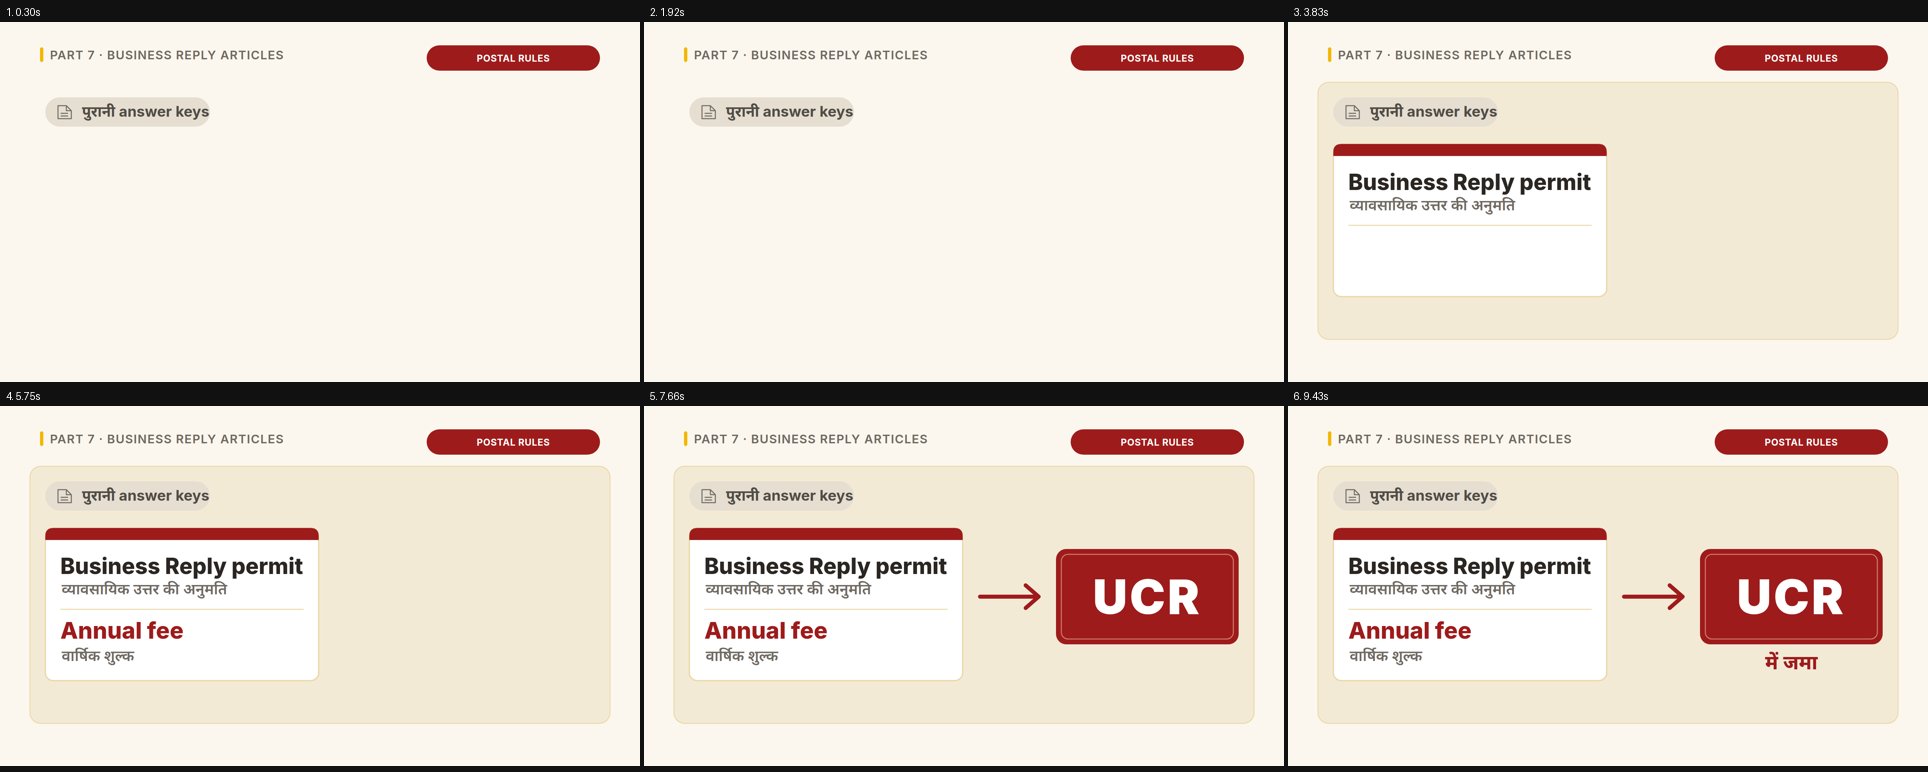 1. 0.30s
PART 7 · BUSINESS REPLY ARTICLES
POSTAL RULES
पुरानी answer keys
2. 1.92s
PART 7 · BUSINESS REPLY ARTICLES
POSTAL RULES
पुरानी answer keys
3. 3.83s
PART 7 · BUSINESS REPLY ARTICLES
POSTAL RULES
पुरानी answer keys
Business Reply permit
व्यावसायिक उत्तर की अनुमति
4. 5.75s
PART 7 · BUSINESS REPLY ARTICLES
POSTAL RULES
पुरानी answer keys
Business Reply permit
व्यावसायिक उत्तर की अनुमति
Annual fee
वार्षिक शुल्क
5. 7.66s
PART 7 · BUSINESS REPLY ARTICLES
POSTAL RULES
पुरानी answer keys
Business Reply permit
व्यावसायिक उत्तर की अनुमति
Annual fee
वार्षिक शुल्क
UCR
6. 9.43s
PART 7 · BUSINESS REPLY ARTICLES
POSTAL RULES
पुरानी answer keys
Business Reply permit
व्यावसायिक उत्तर की अनुमति
Annual fee
वार्षिक शुल्क
UCR
में जमा